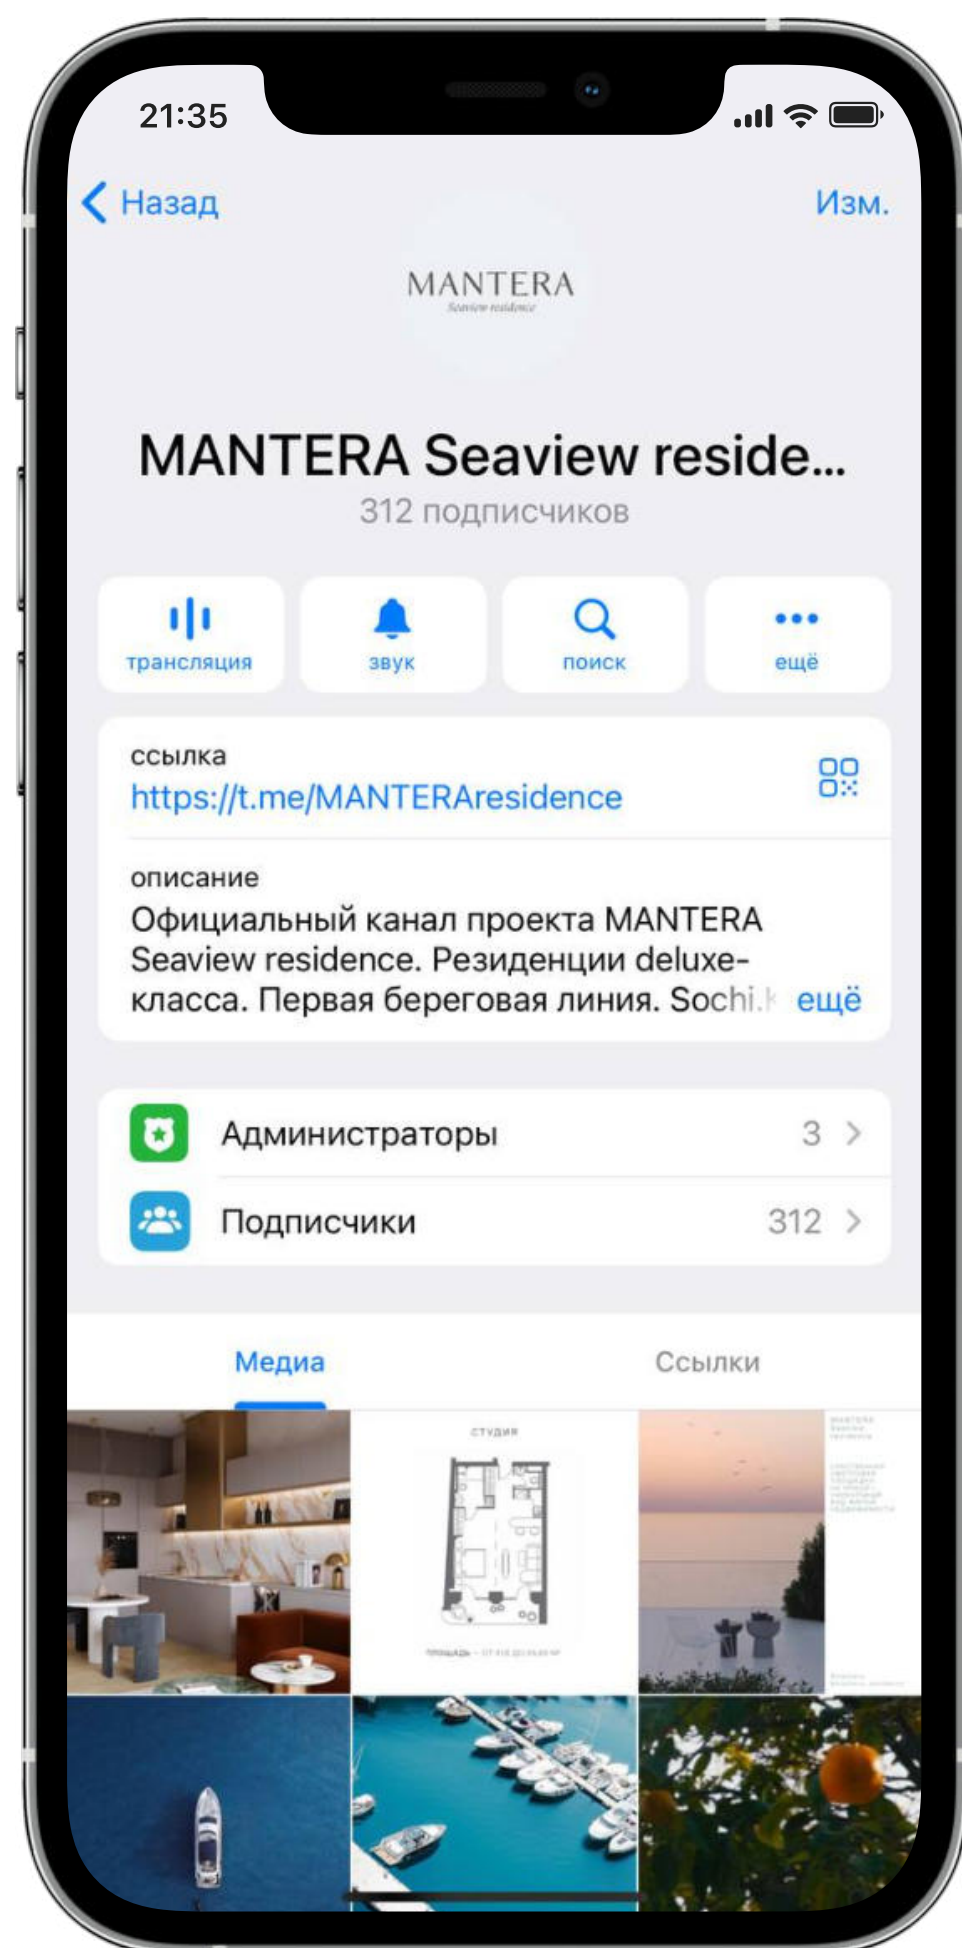 21:35
Назад
Изм.
MANTERA
Seaview residence
MANTERA Seaview reside...
312 подписчиков
трансляция
звук
поиск
ещё
ссылка
https://t.me/MANTERAresidence
описание
Официальный канал проекта MANTERA
Seaview residence. Резиденции deluxe-
класса. Первая береговая линия. Sochi. ещё
Администраторы 3
Подписчики 312
Медиа
Ссылки
СТУДИЯ